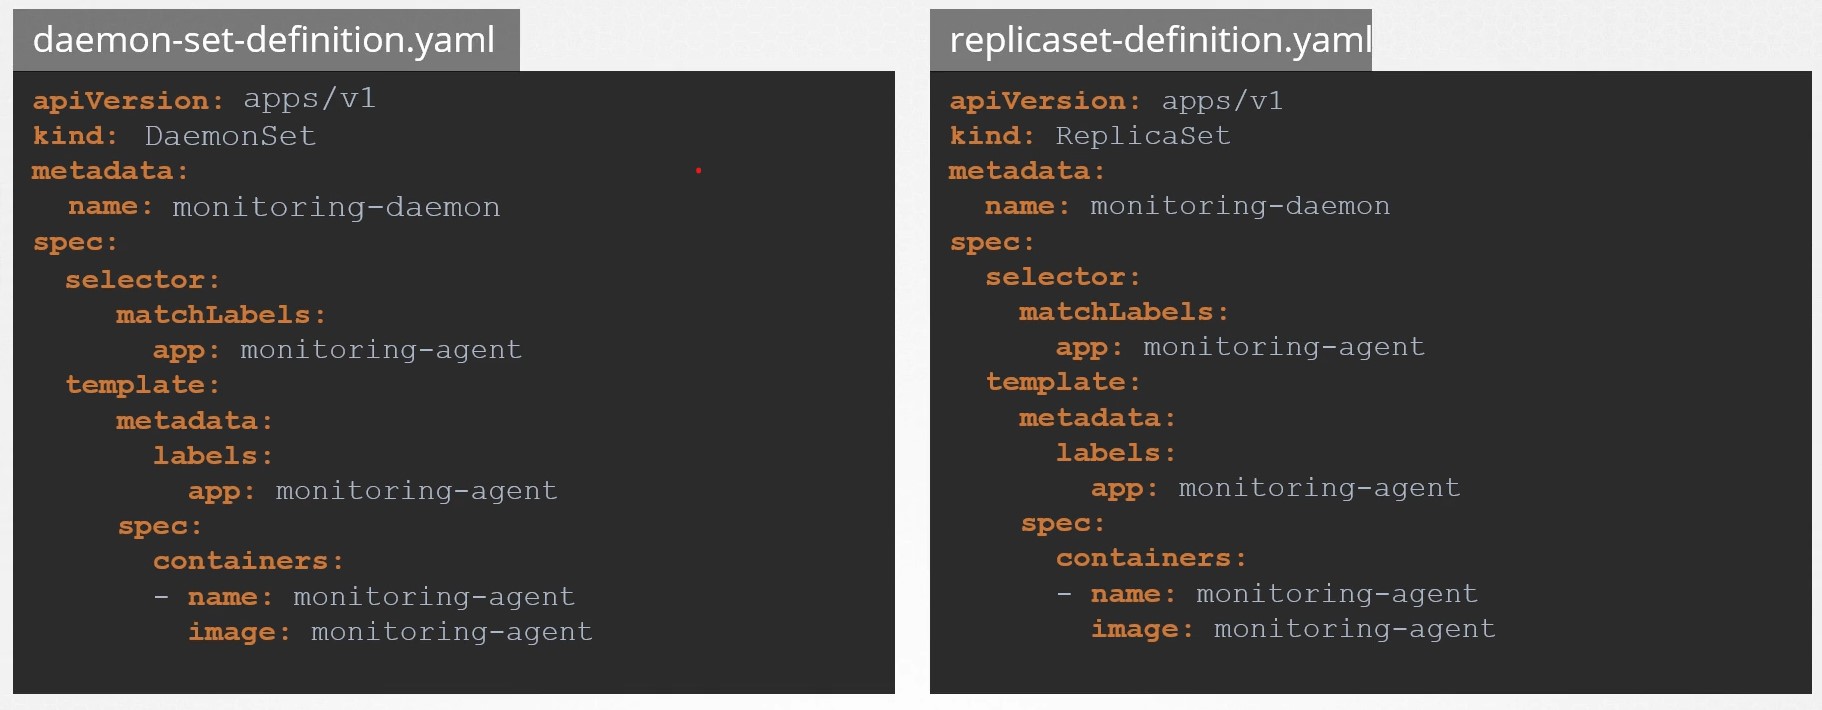 daemon-set-definition.yaml
apiVersion: apps/v1
kind: DaemonSet
metadata:
  name: monitoring-daemon
spec:
  selector:
    matchLabels:
      app: monitoring-agent
  template:
    metadata:
      labels:
        app: monitoring-agent
    spec:
      containers:
      - name: monitoring-agent
        image: monitoring-agent
replicaset-definition.yaml
apiVersion: apps/v1
kind: ReplicaSet
metadata:
  name: monitoring-daemon
spec:
  selector:
    matchLabels:
      app: monitoring-agent
  template:
    metadata:
      labels:
        app: monitoring-agent
    spec:
      containers:
      - name: monitoring-agent
        image: monitoring-agent